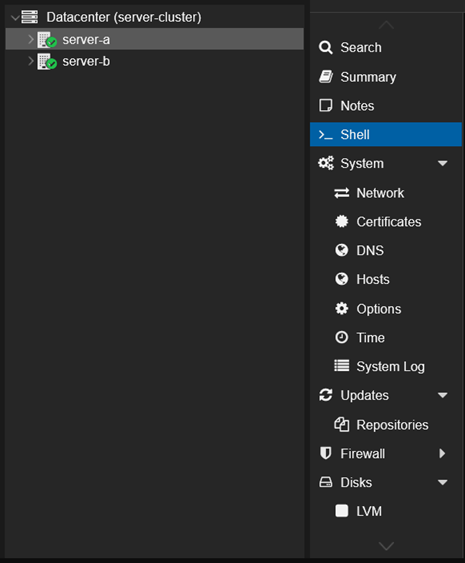 Datacenter (server-cluster)
server-a
server-b
Search
Summary
Notes
Shell
System
Network
Certificates
DNS
Hosts
Options
Time
System Log
Updates
Repositories
Firewall
Disks
LVM